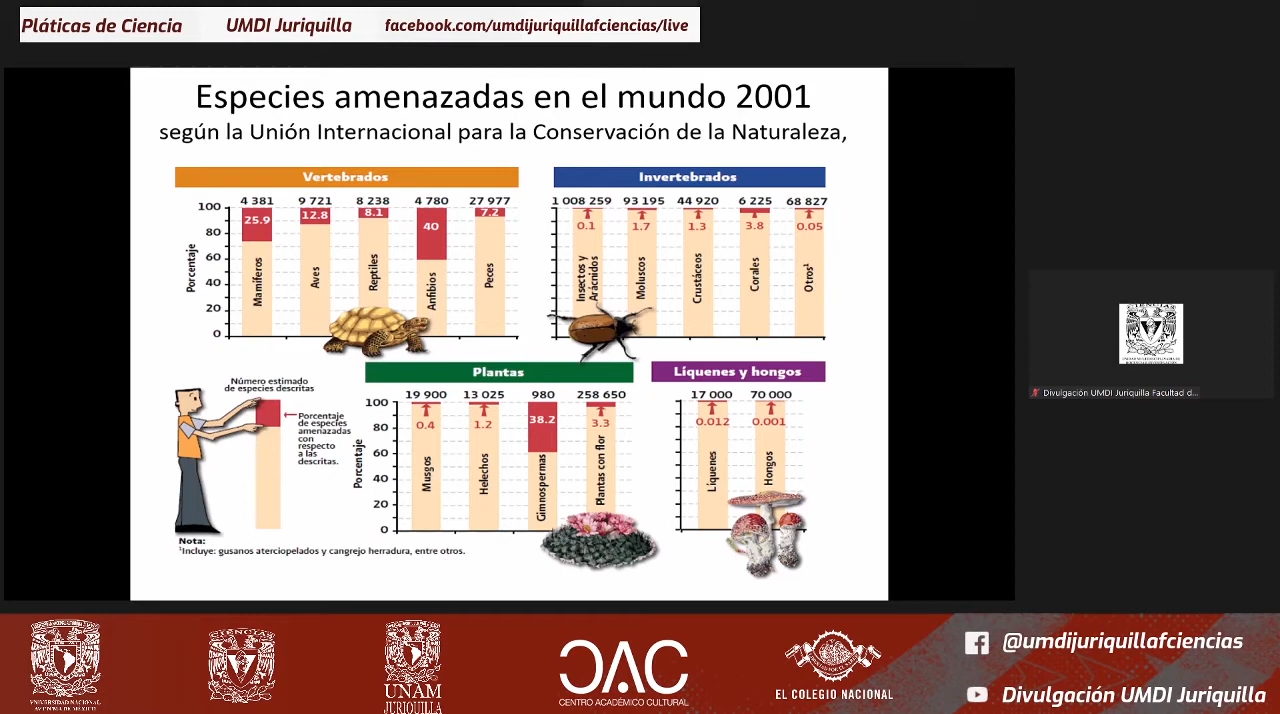 Pláticas de Ciencia UMDI Juriquilla facebook.com/umdijuriquillafciencias/live
Especies amenazadas en el mundo 2001
según la Unión Internacional para la Conservación de la Naturaleza,
Vertebrados
4 381 9 721 8 238 4 780 27 977
25.9 12.8 8.1 40 7.2
Porcentaje
100
80
60
40
20
0
Mamíferos
Aves
Reptiles
Anfibios
Peces
Invertebrados
1 008 259 93 195 44 920 6 225 68 827
0.1 1.7 1.3 3.8 0.05
Insectos y
Arácnidos
Moluscos
Crustáceos
Corales
Otros¹
Número estimado
de especies descritas
Porcentaje
de especies
amenazadas
con
respecto
a las
descritas.
Plantas
19 900 13 025 980 258 650
0.4 1.2 38.2 3.3
Porcentaje
100
80
60
40
20
0
Musgos
Helechos
Gimnospermas
Plantas con flor
Líquenes y hongos
17 000 70 000
0.012 0.001
Líquenes
Hongos
Nota:
¹Incluye: gusanos aterciopelados y cangrejo herradura, entre otros.
Divulgación UMDI Juriquilla Facultad d...
CIENCIAS
UNAM
JURIQUILLA
CAC
CENTRO ACADÉMICO CULTURAL
EL COLEGIO NACIONAL
@umdijuriquillafciencias
Divulgación UMDI Juriquilla